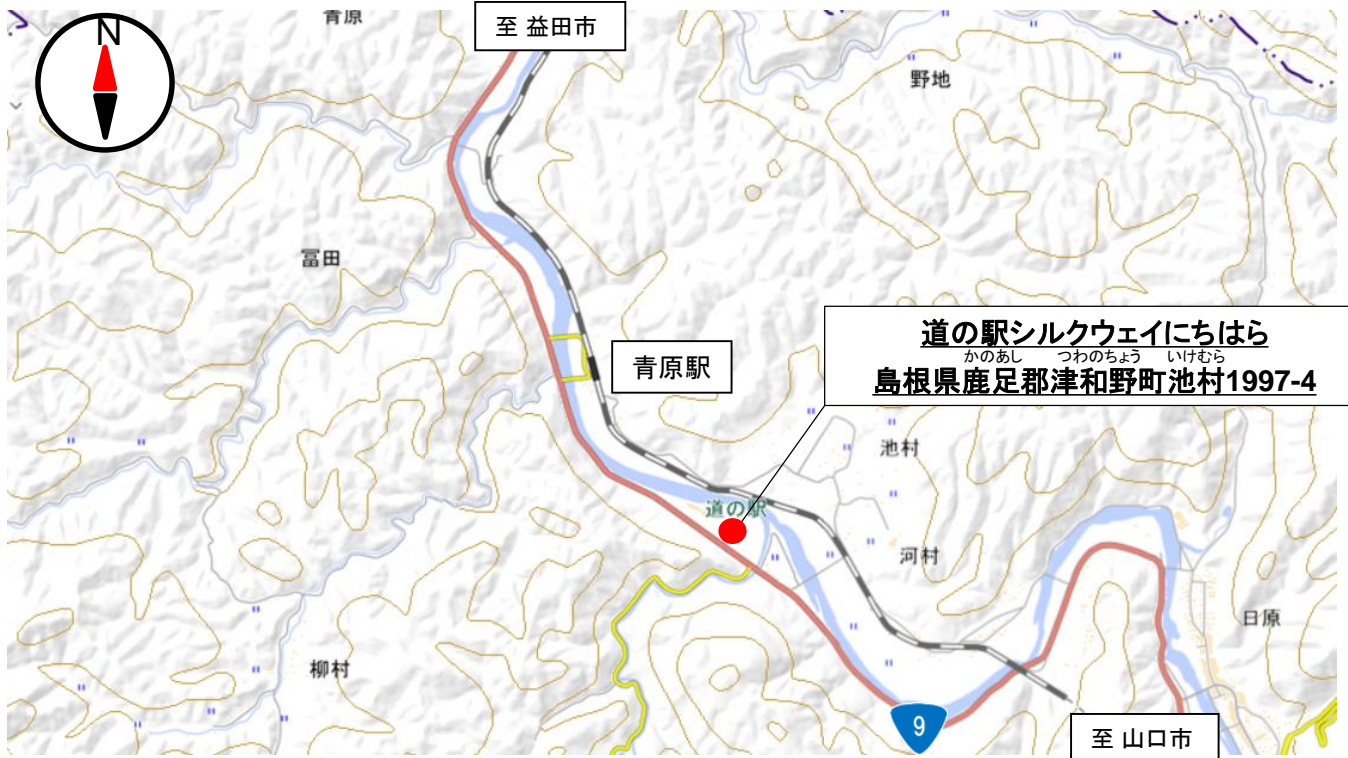 青原
N
至 益田市
野地
冨田
道の駅シルクウェイにちはら
かのあし つわのちょう いけむら
島根県鹿足郡津和野町池村1997-4
青原駅
池村
道の駅
河村
日原
柳村
9
至 山口市